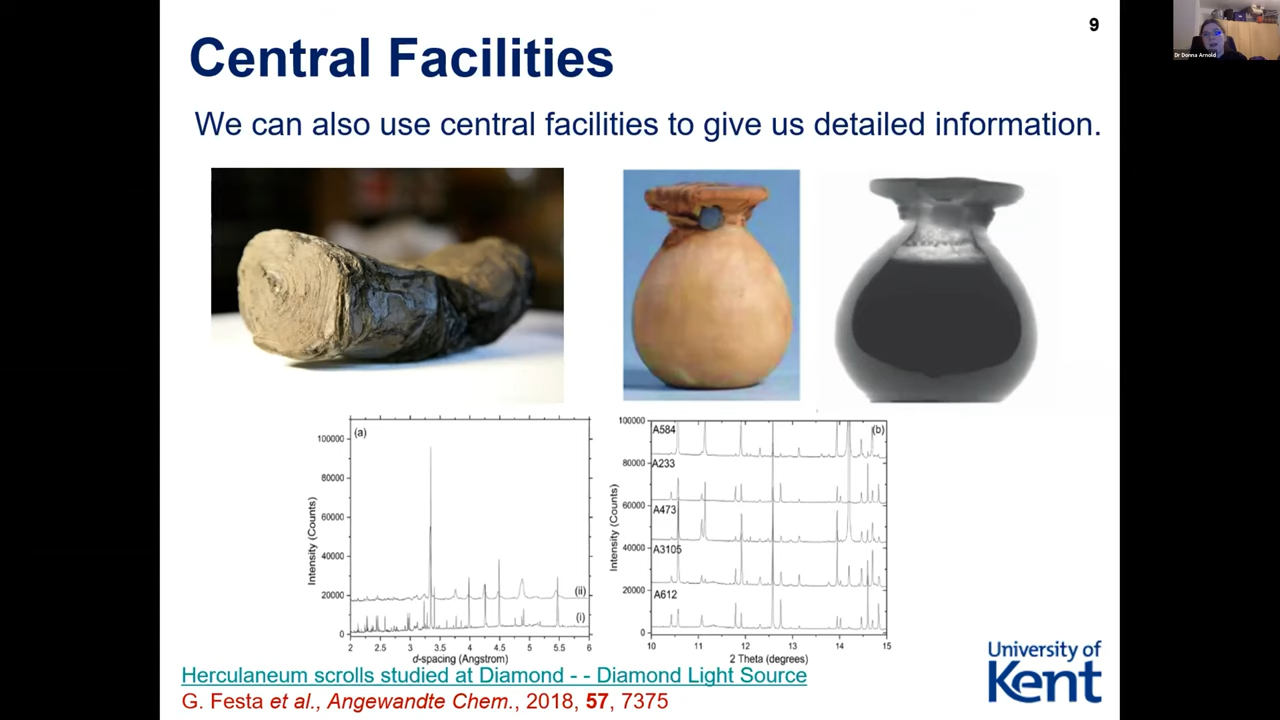 9
Dr Donna Arnold
Central Facilities
We can also use central facilities to give us detailed information.
(a)
100000
80000
60000
40000
20000
0
Intensity (Counts)
(ii)
(i)
2 2.5 3 3.5 4 4.5 5 5.5 6
d-spacing (Angstrom)
100000
80000
60000
40000
20000
0
Intensity (Counts)
A584
(b)
A233
A473
A3105
A612
10 11 12 13 14 15
2 Theta (degrees)
Herculaneum scrolls studied at Diamond - - Diamond Light Source
G. Festa et al., Angewandte Chem., 2018, 57, 7375
University of
Kent